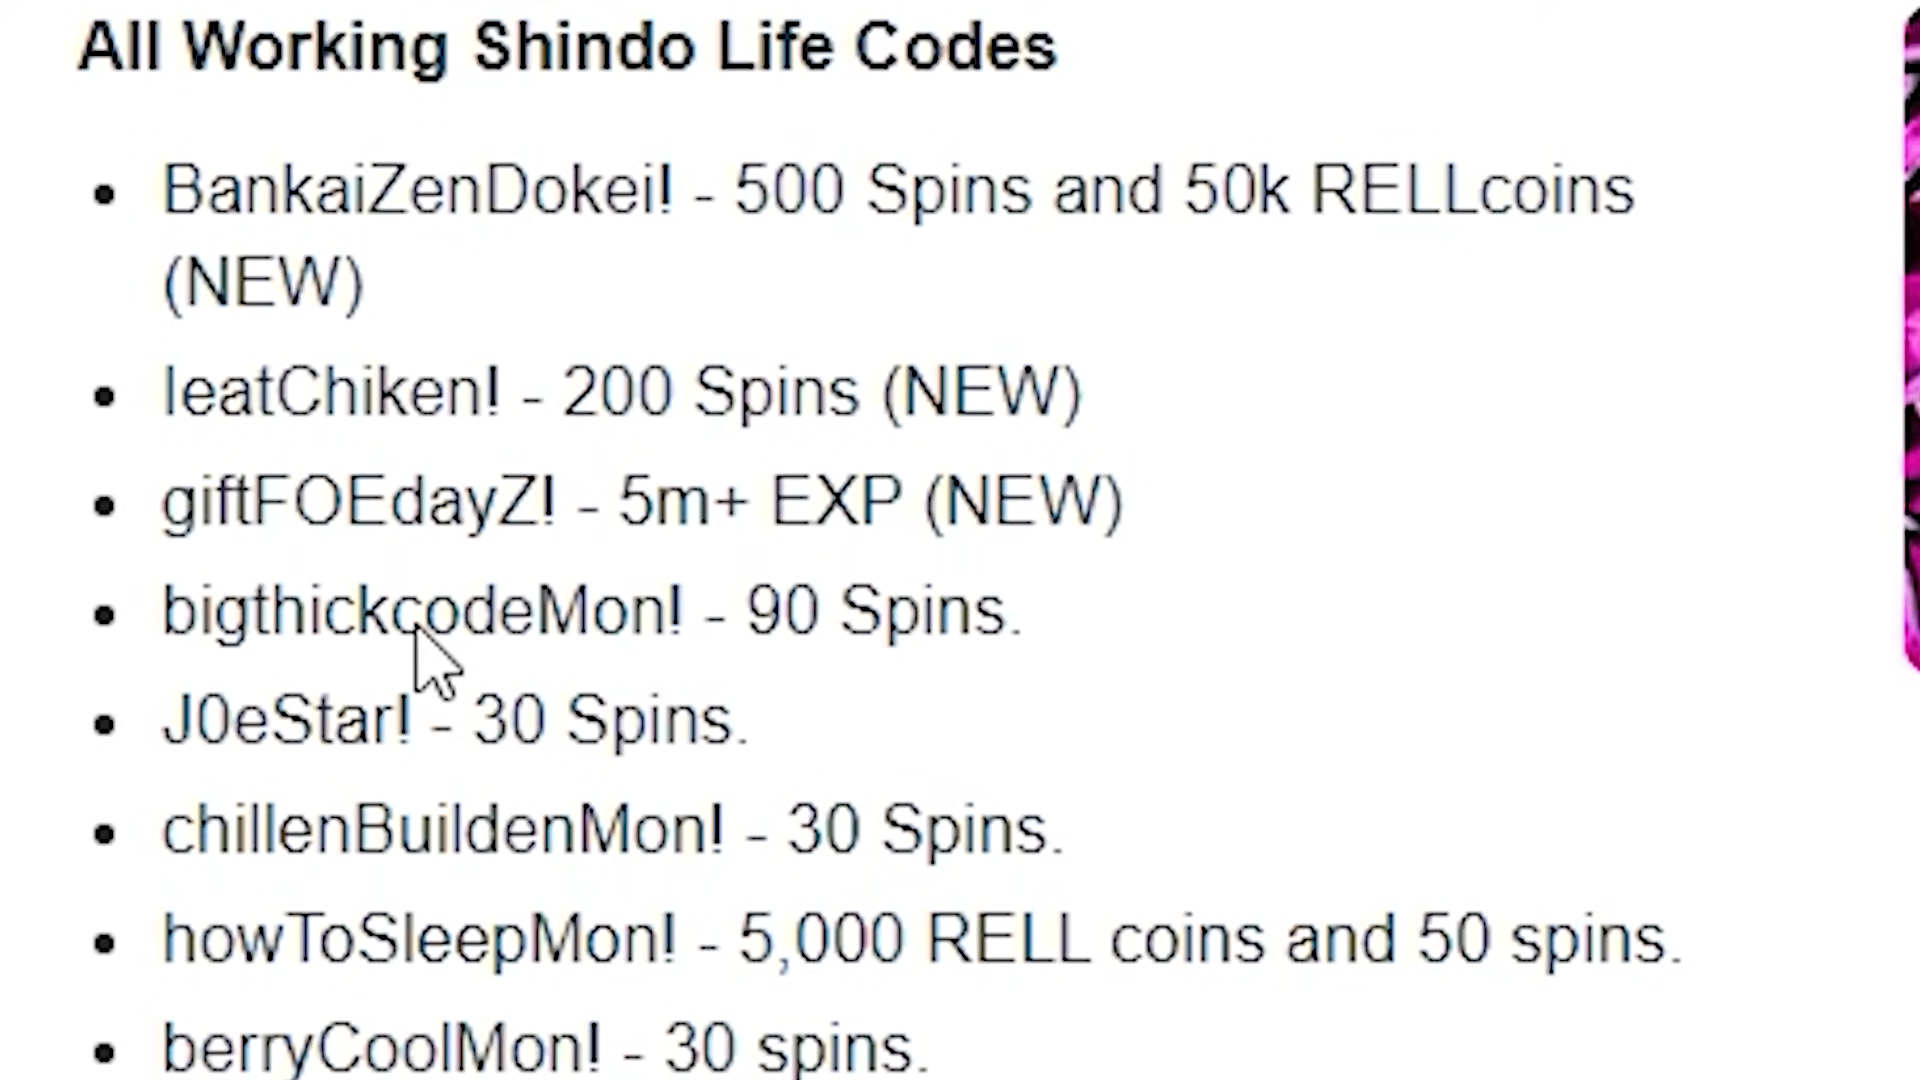 All Working Shindo Life Codes
• BankaiZenDokei! - 500 Spins and 50k RELLcoins
(NEW)
• IeatChiken! - 200 Spins (NEW)
• giftFOEdayZ! - 5m+ EXP (NEW)
• bigthickcodeMon! - 90 Spins.
• J0eStar! - 30 Spins.
• chillenBuildenMon! - 30 Spins.
• howToSleepMon! - 5,000 RELL coins and 50 spins.
• berryCoolMon! - 30 spins.